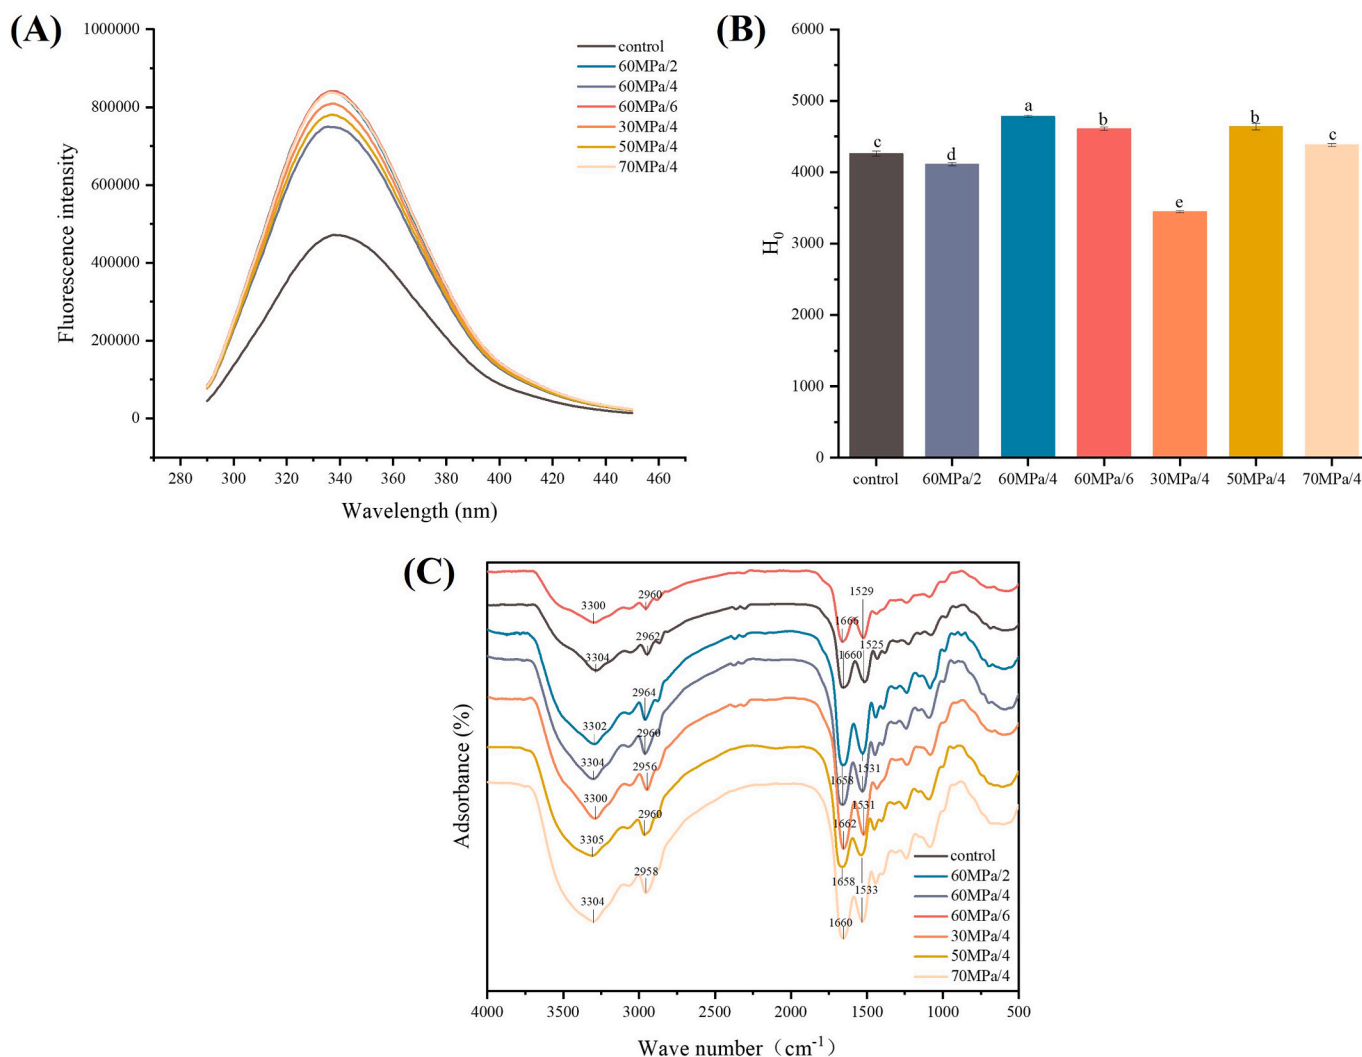 (A)
1000000
800000
600000
400000
200000
0
280
300
320
340
360
380
400
420
440
460
Fluorescence intensity
Wavelength (nm)
control
60MPa/2
60MPa/4
60MPa/6
30MPa/4
50MPa/4
70MPa/4
(B)
6000
5000
4000
3000
2000
1000
0
H0
c
d
a
b
e
b
c
control
60MPa/2
60MPa/4
60MPa/6
30MPa/4
50MPa/4
70MPa/4
(C)
Adsorbance (%)
3300
2960
1666
1529
3304
2962
1660
1525
3302
2964
3304
2960
1658
1531
3300
2956
1662
1531
3305
2960
1658
1533
3304
2958
1660
control
60MPa/2
60MPa/4
60MPa/6
30MPa/4
50MPa/4
70MPa/4
4000
3500
3000
2500
2000
1500
1000
500
Wave number（cm-1）